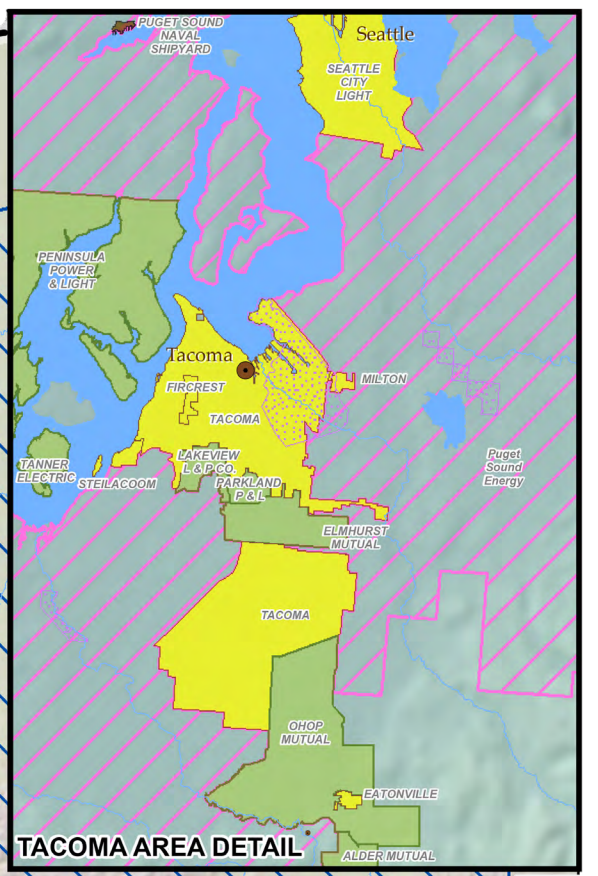 PUGET SOUND
NAVAL
SHIPYARD
Seattle
SEATTLE
CITY
LIGHT
PENINSULA
POWER
& LIGHT
Tacoma
FIRCREST
MILTON
TACOMA
LAKEVIEW
L & P CO.
PARKLAND
P & L
TANNER
ELECTRIC
STEILACOOM
Puget
Sound
Energy
ELMHURST
MUTUAL
TACOMA
OHOP
MUTUAL
EATONVILLE
ALDER MUTUAL
TACOMA AREA DETAIL